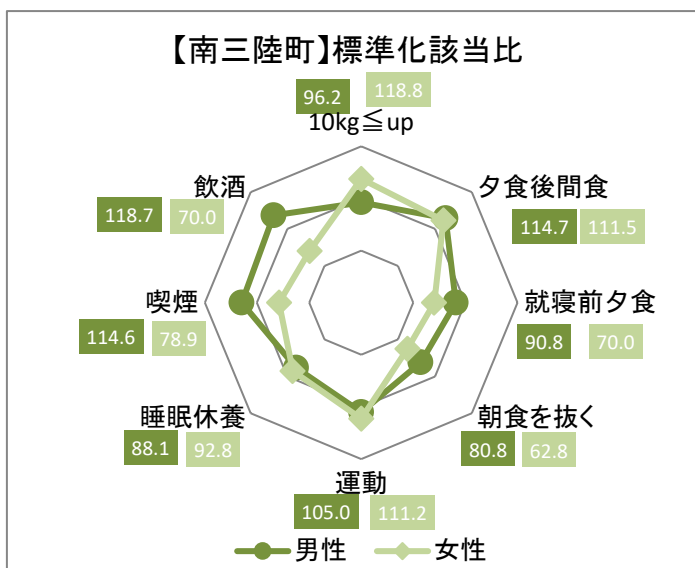 【南三陸町】標準化該当比
96.2 118.8
10kg≦up
飲酒
118.7 70.0
夕食後間食
114.7 111.5
喫煙
114.6 78.9
就寝前夕食
90.8 70.0
睡眠休養
88.1 92.8
朝食を抜く
80.8 62.8
運動
105.0 111.2
男性 女性